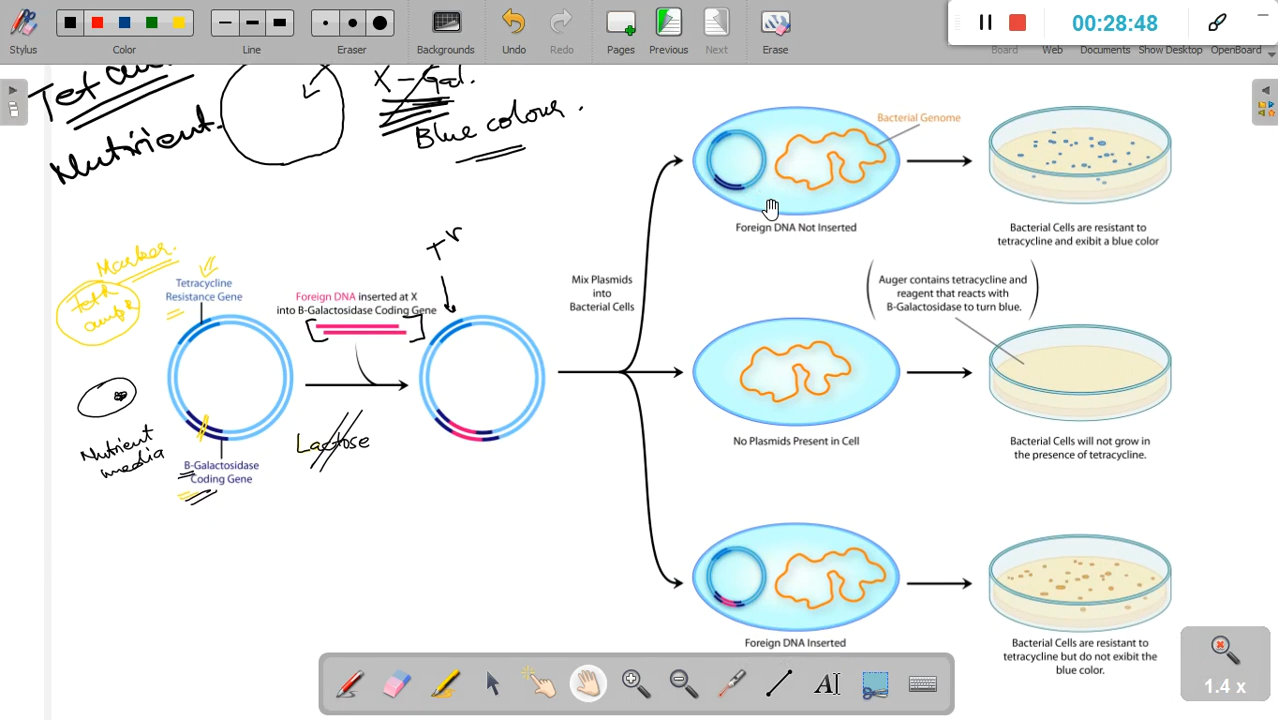 Stylus
Color
Line
Eraser
Backgrounds
Undo
Redo
Pages
Previous
Next
Erase
00:28:48
Board
Web
Documents
Show Desktop
OpenBoard
Tet
Nutrient.
X - Gal.
Blue colour.
Bacterial Genome
Foreign DNA Not Inserted
Bacterial Cells are resistant to
tetracycline and exibit a blue color
Marker.
TetR
ampR
Tetracycline
Resistance Gene
Foreign DNA inserted at X
into B-Galactosidase Coding Gene
T r
Mix Plasmids
into
Bacterial Cells
Auger contains tetracycline and
reagent that reacts with
B-Galactosidase to turn blue.
Nutrient
media
Lactose
B-Galactosidase
Coding Gene
No Plasmids Present in Cell
Bacterial Cells will not grow in
the presence of tetracycline.
Foreign DNA Inserted
Bacterial Cells are resistant to
tetracycline but do not exibit the
blue color.
1.4 x